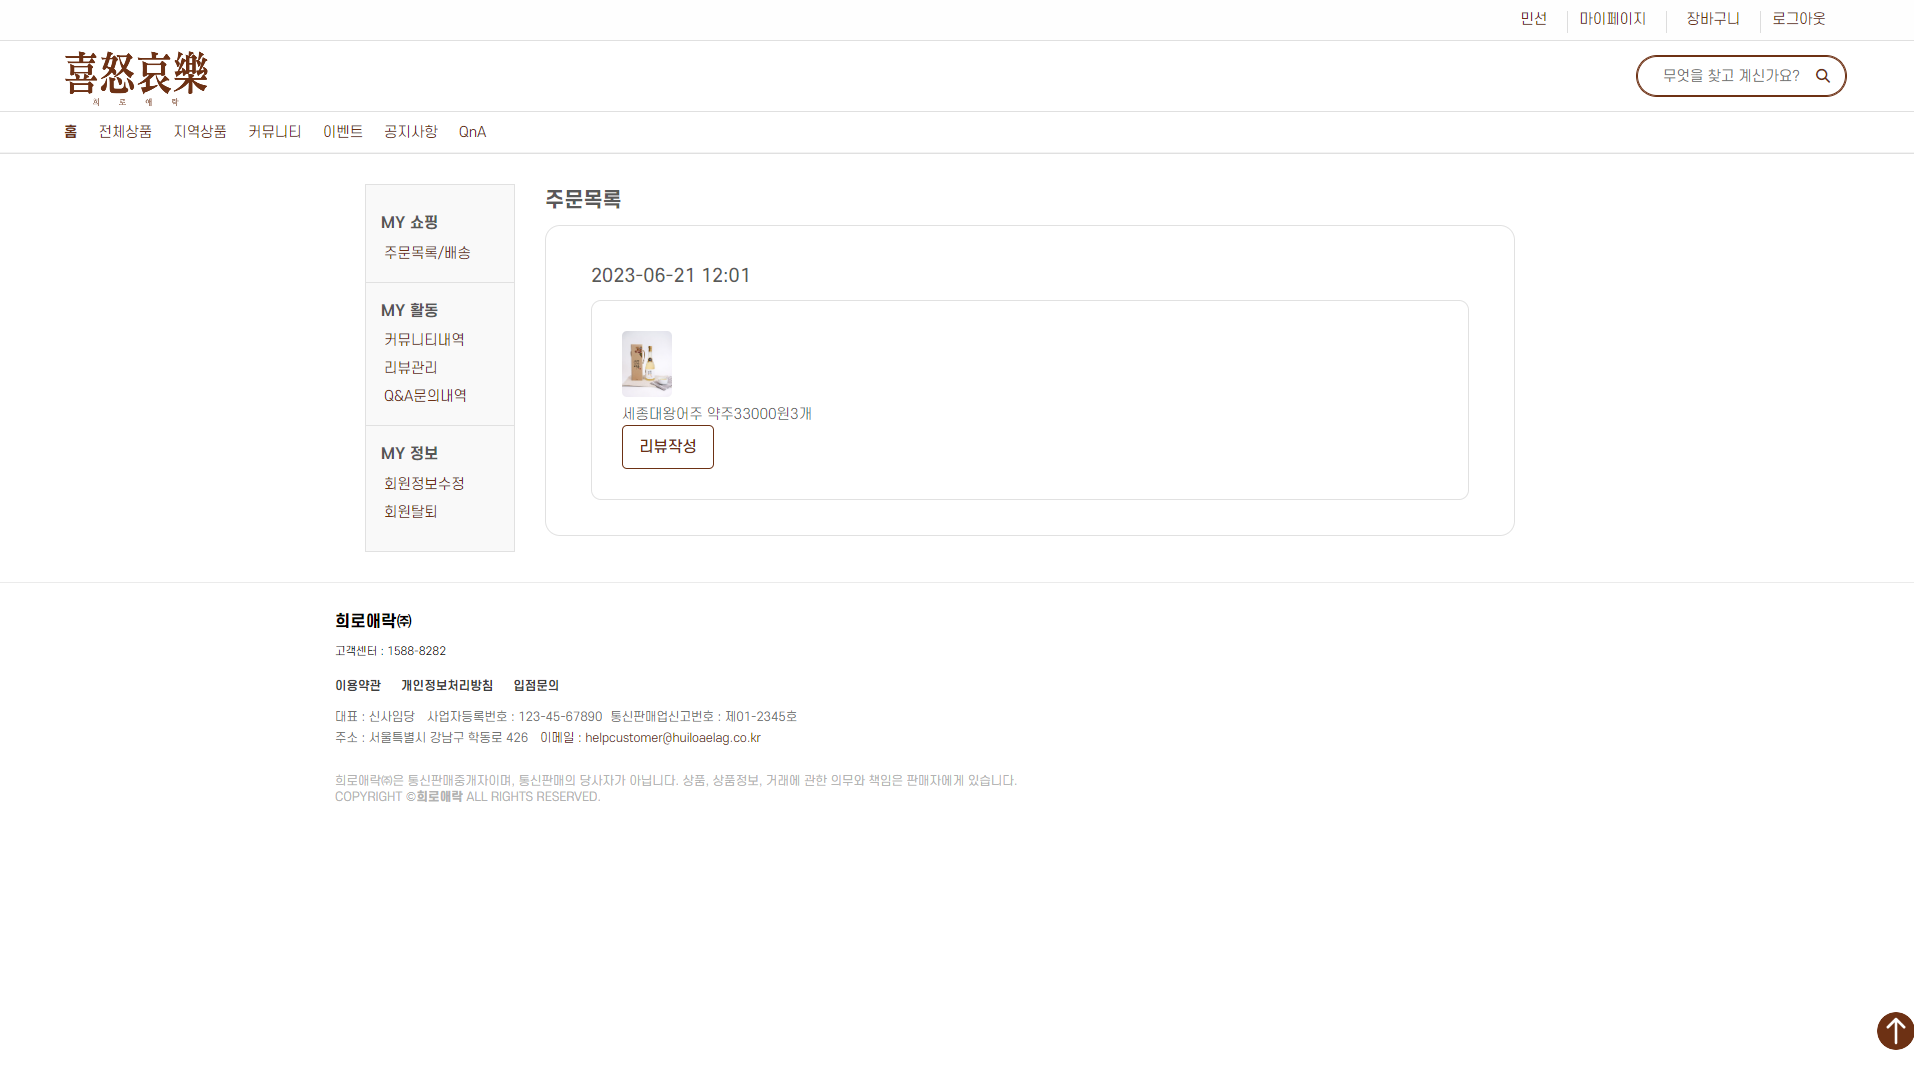 민선 마이페이지 장바구니 로그아웃
喜怒哀樂
희 로 애 락
무엇을 찾고 계신가요?
홈 전체상품 지역상품 커뮤니티 이벤트 공지사항 QnA
MY 쇼핑
주문목록/배송
MY 활동
커뮤니티내역
리뷰관리
Q&A문의내역
MY 정보
회원정보수정
회원탈퇴
주문목록
2023-06-21 12:01
세종대왕어주 약주33000원3개
리뷰작성
희로애락㈜
고객센터 : 1588-8282
이용약관 개인정보처리방침 입점문의
대표 : 신사임당 사업자등록번호 : 123-45-67890 통신판매업신고번호 : 제01-2345호
주소 : 서울특별시 강남구 학동로 426 이메일 : helpcustomer@huiloaelag.co.kr
희로애락㈜은 통신판매중개자이며, 통신판매의 당사자가 아닙니다. 상품, 상품정보, 거래에 관한 의무와 책임은 판매자에게 있습니다.
COPYRIGHT ©희로애락 ALL RIGHTS RESERVED.